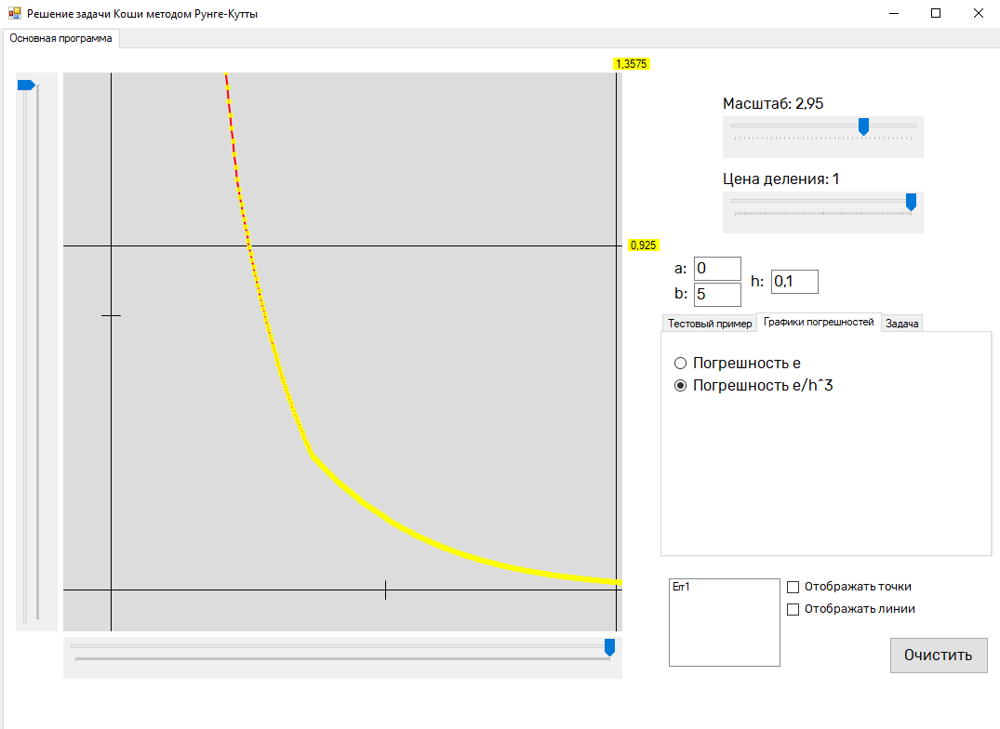 Решение задачи Коши методом Рунге-Кутты
Основная программа
1,3575
0,925
Масштаб: 2,95
Цена деления: 1
a: 0
b: 5
h: 0,1
Тестовый пример Графики погрешностей Задача
Погрешность e
Погрешность e/h^3
Err1
Отображать точки
Отображать линии
Очистить